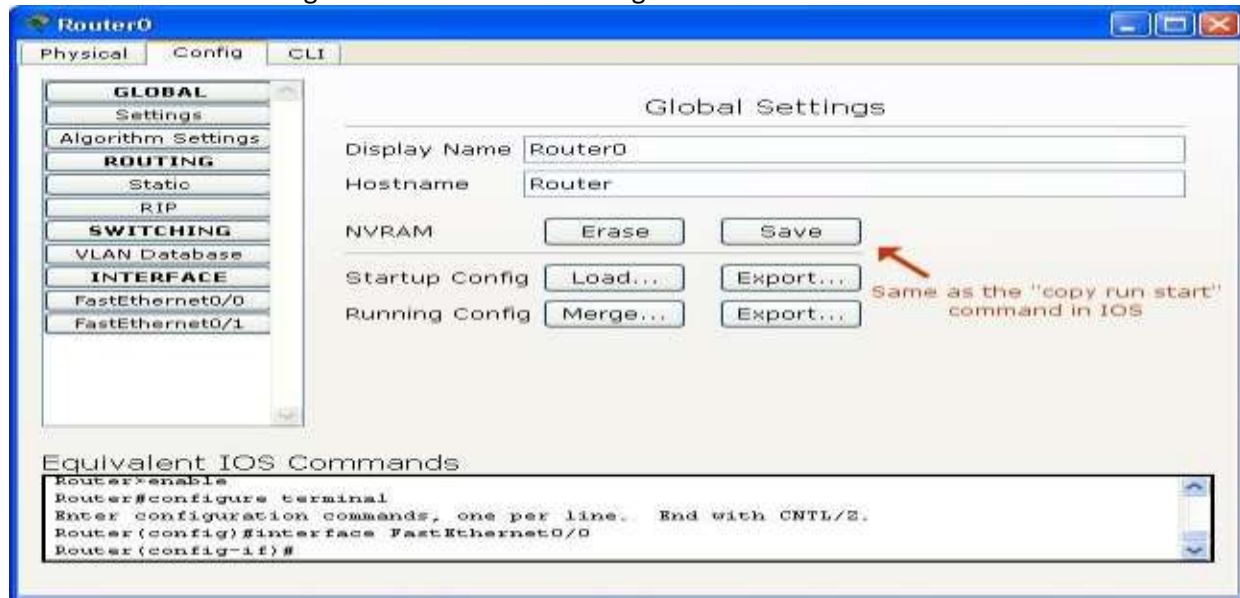 Router0
Physical Config CLI
GLOBAL
Settings
Algorithm Settings
ROUTING
Static
RIP
SWITCHING
VLAN Database
INTERFACE
FastEthernet0/0
FastEthernet0/1
Global Settings
Display Name Router0
Hostname Router
NVRAM Erase Save
Startup Config Load... Export...
Running Config Merge... Export...
Same as the "copy run start"
command in IOS
Equivalent IOS Commands
Router>enable
Router#configure terminal
Enter configuration commands, one per line. End with CNTL/Z.
Router(config)#interface FastEthernet0/0
Router(config-if)#